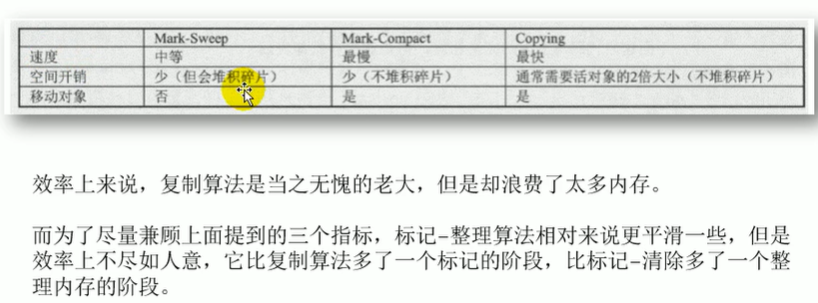 Mark-Sweep Mark-Compact Copying
速度 中等 最慢 最快
空间开销 少（但会堆积碎片） 少（不堆积碎片） 通常需要活对象的2倍大小（不堆积碎片）
移动对象 否 是 是
效率上来说，复制算法是当之无愧的老大，但是却浪费了太多内存。
而为了尽量兼顾上面提到的三个指标，标记-整理算法相对来说更平滑一些，但是
效率上不尽如人意，它比复制算法多了一个标记的阶段，比标记-清除多了一个整
理内存的阶段。